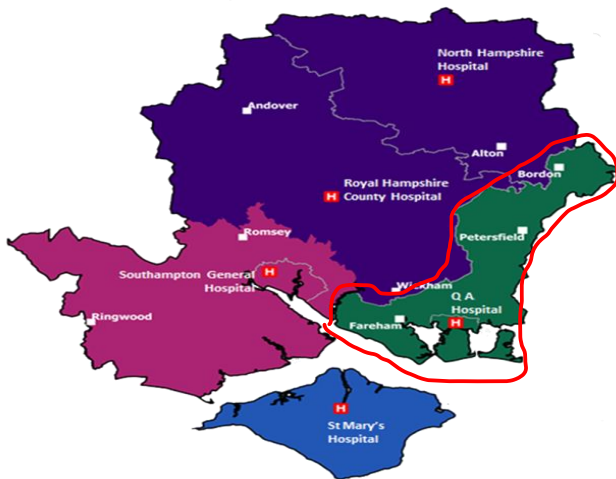 North Hampshire
Hospital
H
Andover
Alton
Bordon
Royal Hampshire
County Hospital
H
Petersfield
Romsey
Southampton General
Hospital
H
Wickham
Q A
Hospital
H
Ringwood
Fareham
H
St Mary's
Hospital